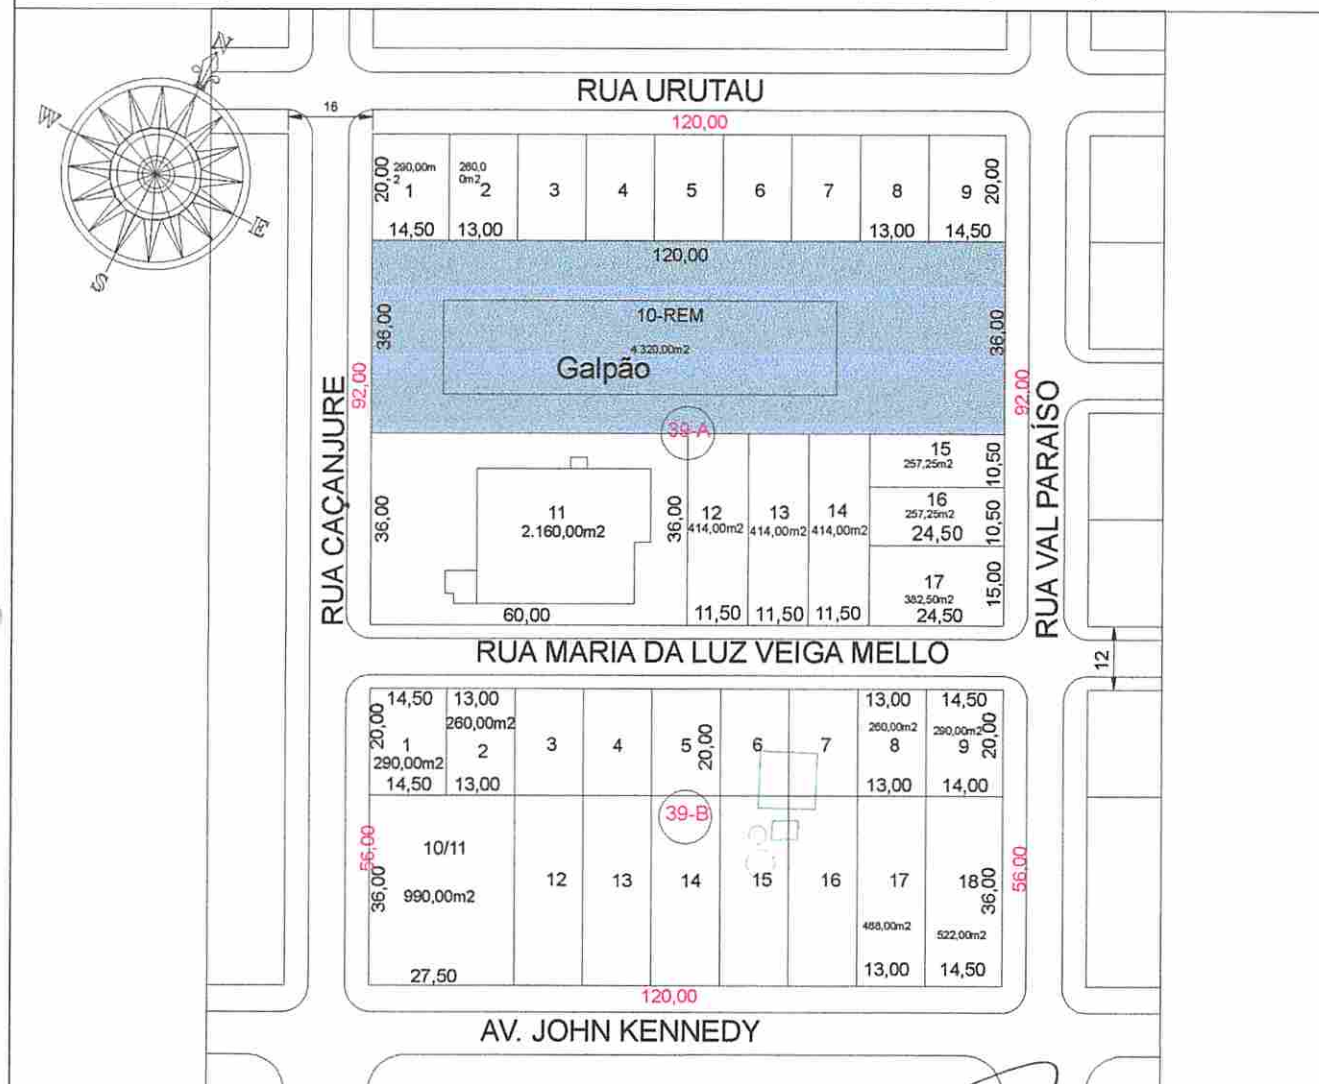 N
W
E
S
16
RUA URUTAU
120,00
20,00
290,00m
2
1
14,50
260,0
0m2
2
13,00
3
4
5
6
7
8
13,00
9
20,00
14,50
120,00
36,00
10-REM
4.320,00m2
Galpão
36,00
92,00
92,00
RUA CAÇANJURE
RUA VAL PARAÍSO
39-A
36,00
11
2.160,00m2
60,00
36,00
12
414,00m2
11,50
13
414,00m2
11,50
14
414,00m2
11,50
15
257,25m2
10,50
16
257,25m2
24,50
10,50
17
382,50m2
24,50
15,00
RUA MARIA DA LUZ VEIGA MELLO
12
14,50
20,00
1
290,00m2
14,50
13,00
260,00m2
2
13,00
3
4
5
20,00
6
7
13,00
260,00m2
8
13,00
14,50
290,00m2
9
20,00
14,00
39-B
56,00
56,00
10/11
36,00
990,00m2
27,50
12
13
14
15
16
17
468,00m2
13,00
18
36,00
522,00m2
14,50
120,00
AV. JOHN KENNEDY